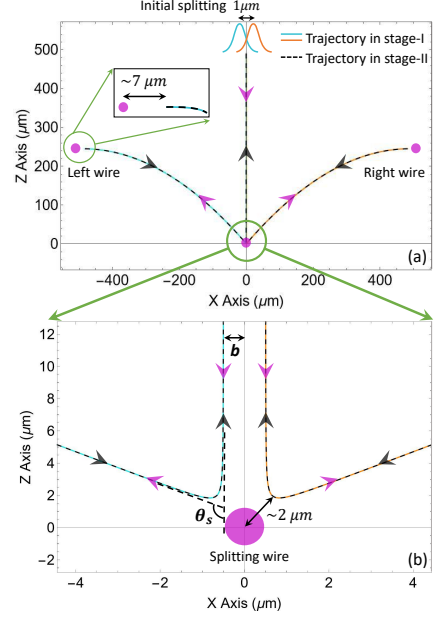 Initial splitting 1μm
500
400
300
200
100
0
Z Axis (μm)
~7 μm
Trajectory in stage-I
Trajectory in stage-II
Left wire
Right wire
(a)
-400
-200
0
200
400
X Axis (μm)
12
10
8
6
4
2
0
-2
Z Axis (μm)
b
θs
~2 μm
Splitting wire
(b)
-4
-2
0
2
4
X Axis (μm)